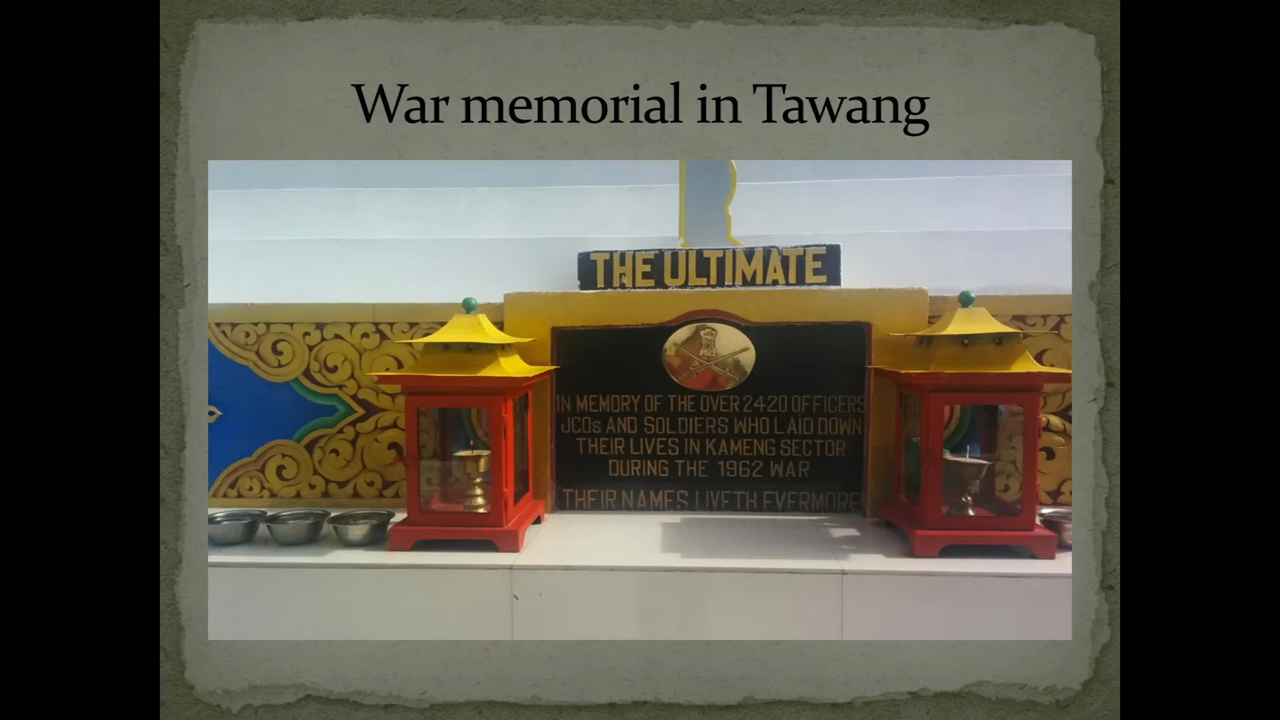 War memorial in Tawang
THE ULTIMATE
IN MEMORY OF THE OVER 2420 OFFICERS
JCOs AND SOLDIERS WHO LAID DOWN
THEIR LIVES IN KAMENG SECTOR
DURING THE 1962 WAR
THEIR NAMES LIVETH EVERMORE